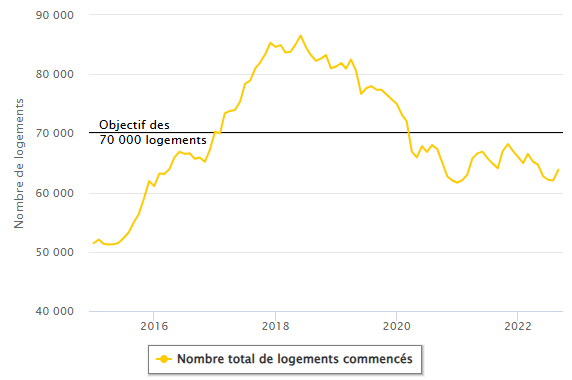 90 000
80 000
70 000
60 000
50 000
40 000
Nombre de logements
Objectif des
70 000 logements
2016 2018 2020 2022
Nombre total de logements commencés